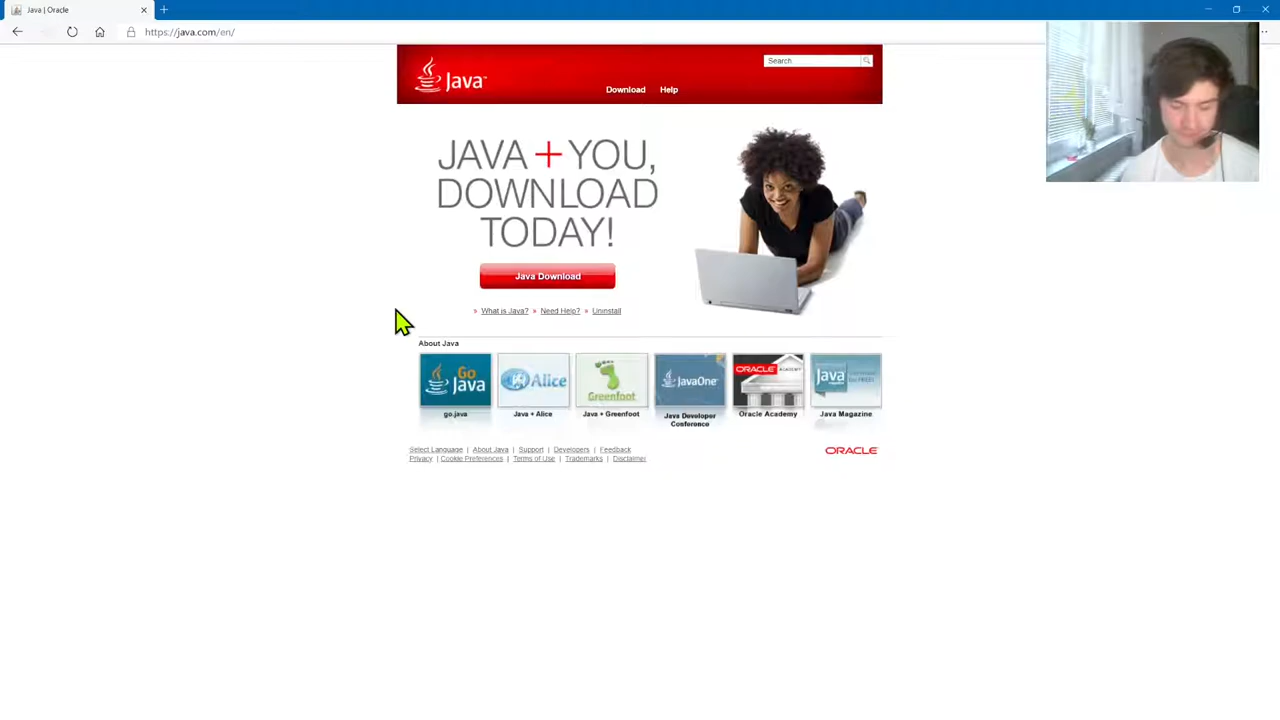 Java | Oracle
https://java.com/en/
Java
Search
Download Help
JAVA + YOU,
DOWNLOAD
TODAY!
Java Download
» What is Java? » Need Help? » Uninstall
About Java
Go Java
Alice
Greenfoot
JavaOne
ORACLE ACADEMY
Java
go.java
Java + Alice
Java + Greenfoot
Java Developer
Conference
Oracle Academy
Java Magazine
Select Language | About Java | Support | Developers | Feedback
Privacy | Cookie Preferences | Terms of Use | Trademarks | Disclaimer
ORACLE